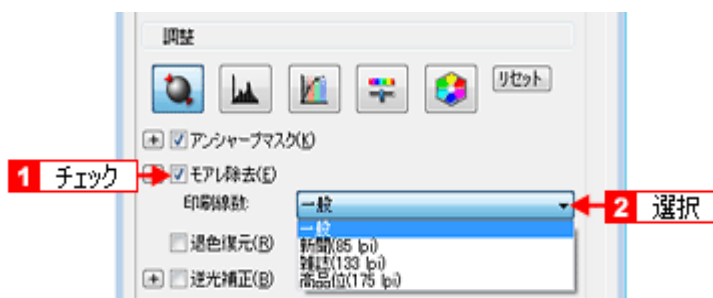 調整
リセット
アンシャープマスク(K)
1 チェック
モアレ除去(E)
印刷線数:
一般
2 選択
一般
新聞(85 lpi)
雑誌(133 lpi)
高品位(175 lpi)
退色復元(R)
逆光補正(B)